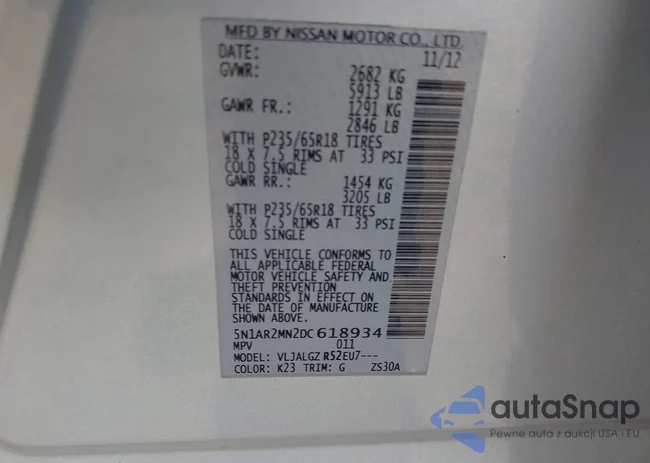 MFD BY NISSAN MOTOR CO., LTD.
DATE: 11/12
GVWR: 2682 KG
5913 LB
GAWR FR.: 1291 KG
2846 LB
WITH P235/65R18 TIRES
18 X 7.5 RIMS AT 33 PSI
COLD SINGLE
GAWR RR.: 1454 KG
3205 LB
WITH P235/65R18 TIRES
18 X 7.5 RIMS AT 33 PSI
COLD SINGLE
THIS VEHICLE CONFORMS TO
ALL APPLICABLE FEDERAL
MOTOR VEHICLE SAFETY AND
THEFT PREVENTION
STANDARDS IN EFFECT ON
THE DATE OF MANUFACTURE
SHOWN ABOVE.
5N1AR2MN2DC618934
MPV 011
MODEL: VLJALGZ R52EU7---
COLOR: K23 TRIM: G ZS30A
autaSnap
Pewne auta z aukcji USA i EU